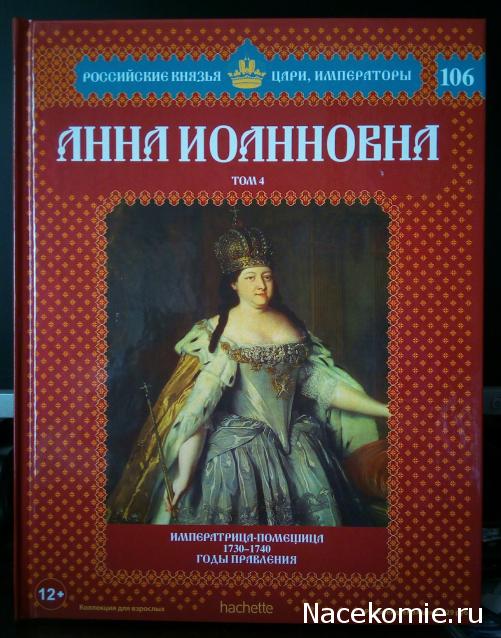 РОССИЙСКИЕ КНЯЗЬЯ ЦАРИ, ИМПЕРАТОРЫ 106
АННА ИОАННОВНА
ТОМ 4
ИМПЕРАТРИЦА-ПОМЕЩИЦА
1730–1740
ГОДЫ ПРАВЛЕНИЯ
12+
Коллекция для взрослых
hachette
Nacekomie.ru